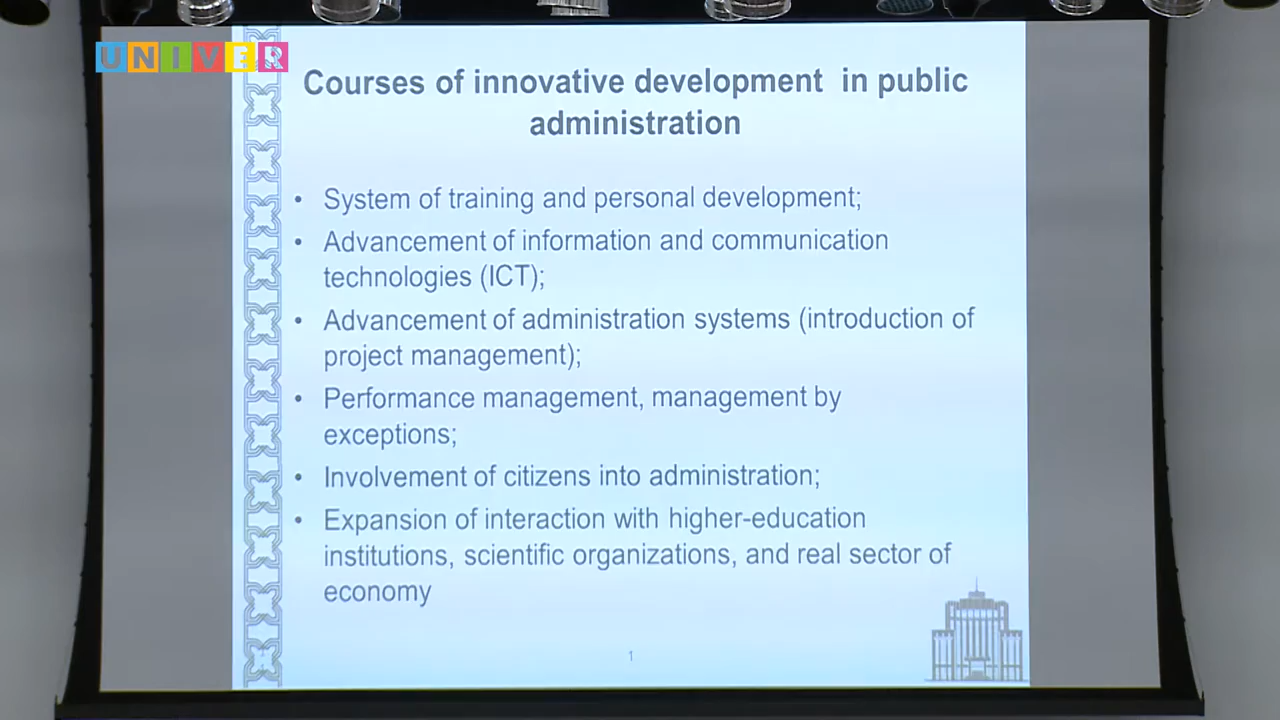 UNIVER
Courses of innovative development in public
administration
• System of training and personal development;
• Advancement of information and communication
technologies (ICT);
• Advancement of administration systems (introduction of
project management);
• Performance management, management by
exceptions;
• Involvement of citizens into administration;
• Expansion of interaction with higher-education
institutions, scientific organizations, and real sector of
economy
1